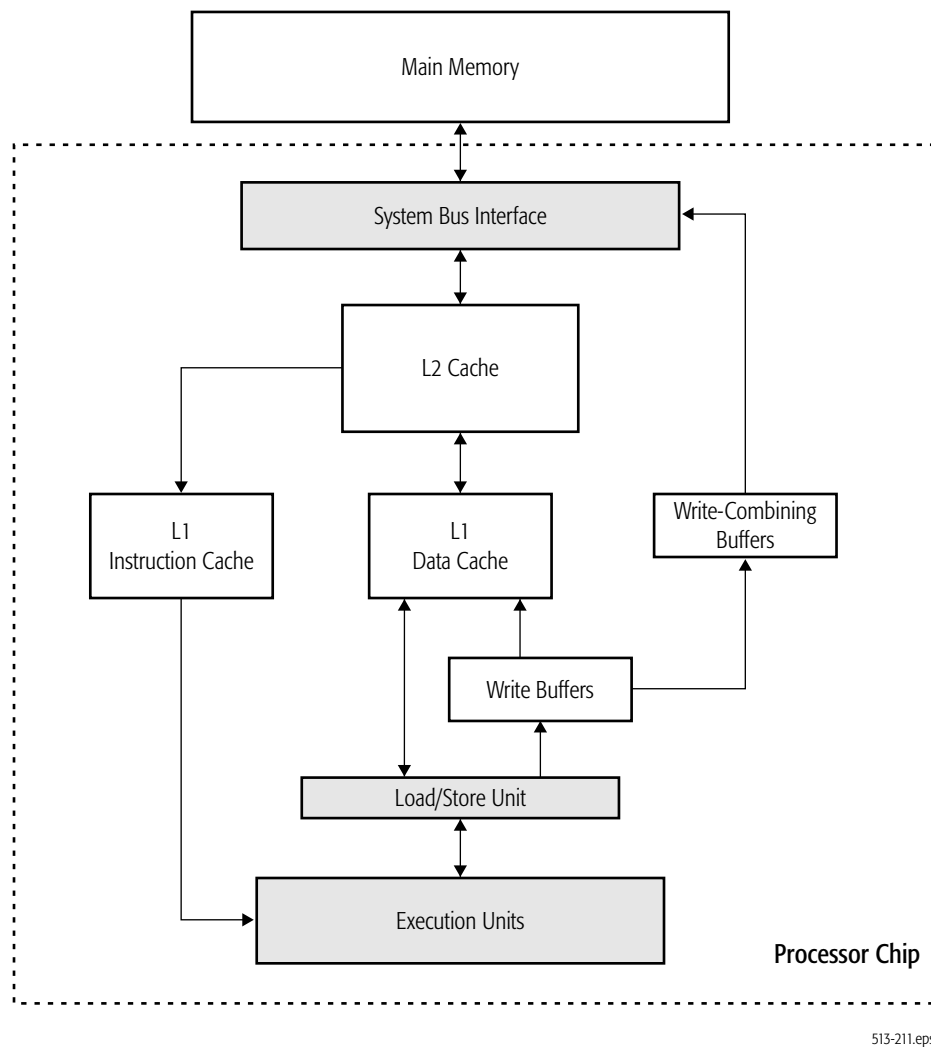 Main Memory
System Bus Interface
L2 Cache
L1
Instruction Cache
L1
Data Cache
Write-Combining
Buffers
Write Buffers
Load/Store Unit
Execution Units
Processor Chip
513-211.eps